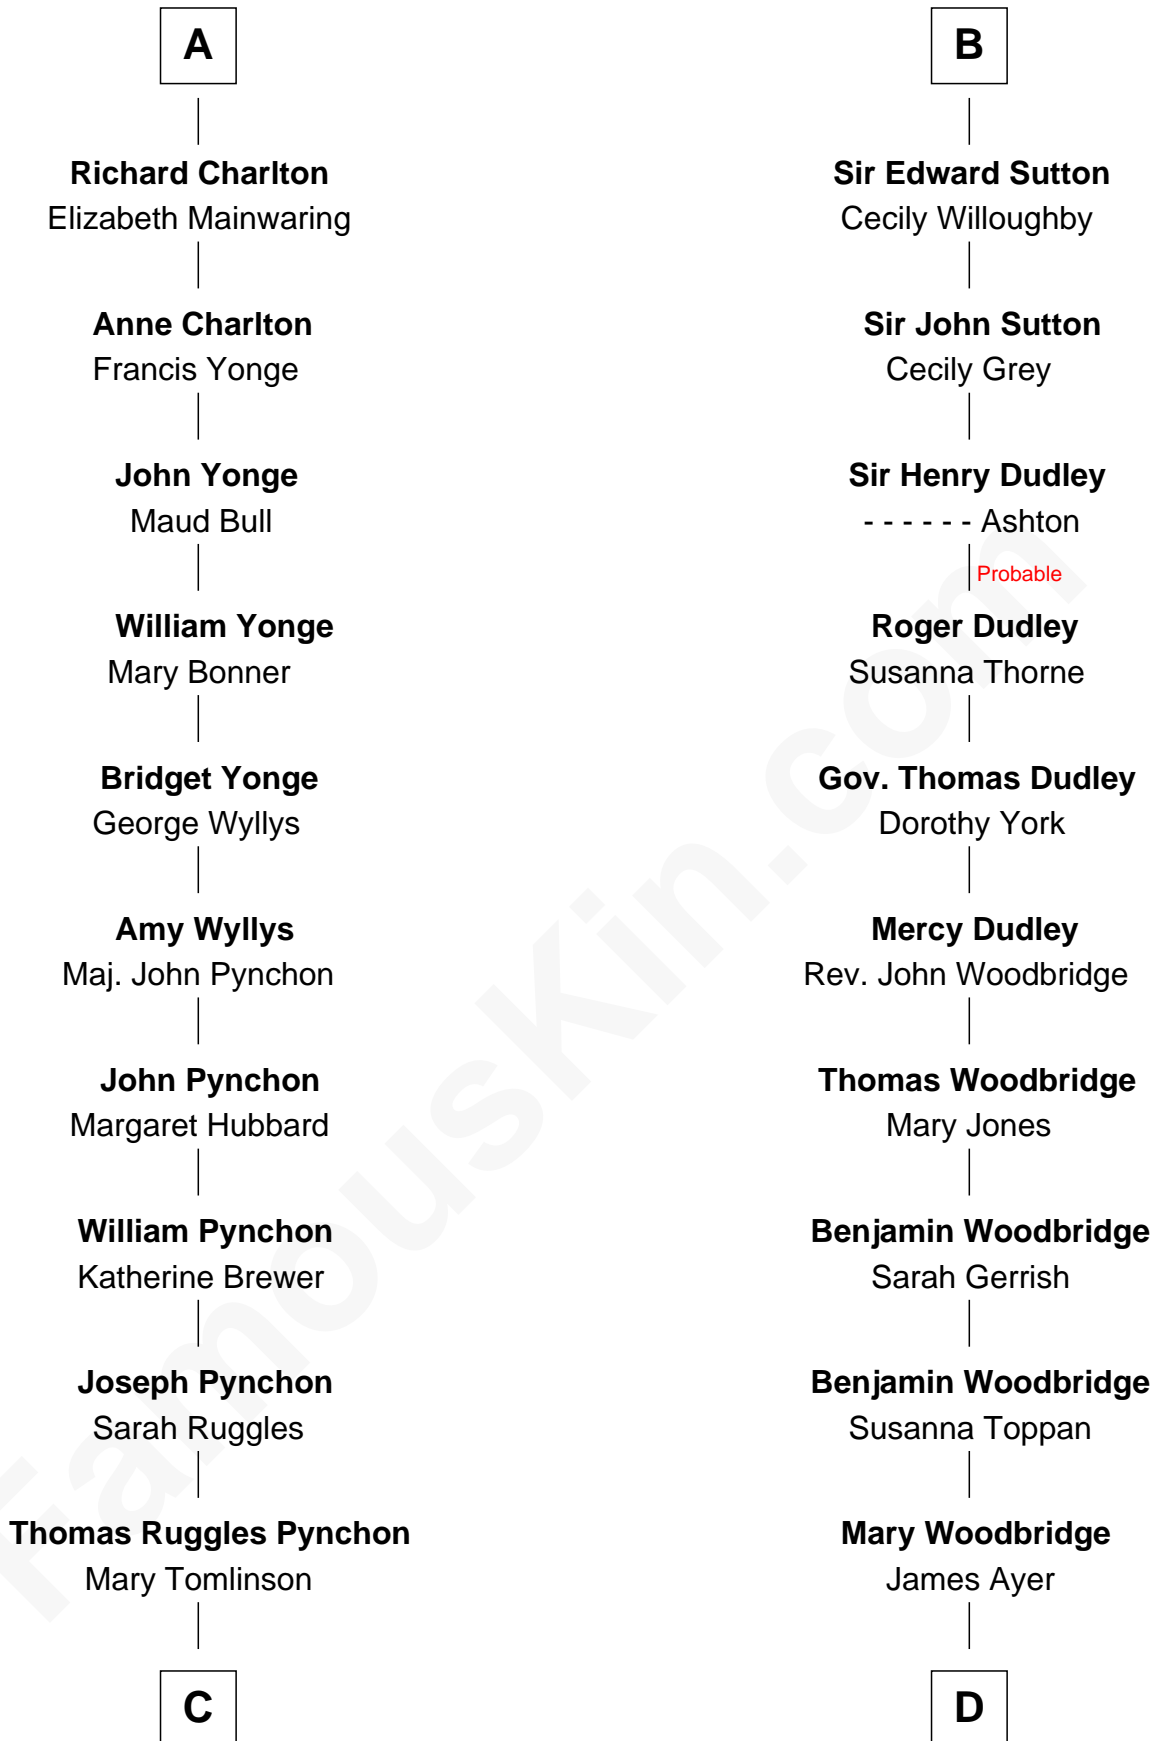 A
Richard Charlton
Elizabeth Mainwaring
Anne Charlton
Francis Yonge
John Yonge
Maud Bull
William Yonge
Mary Bonner
Bridget Yonge
George Wyllys
Amy Wyllys
Maj. John Pynchon
John Pynchon
Margaret Hubbard
William Pynchon
Katherine Brewer
Joseph Pynchon
Sarah Ruggles
Thomas Ruggles Pynchon
Mary Tomlinson
C
B
Sir Edward Sutton
Cecily Willoughby
Sir John Sutton
Cecily Grey
Sir Henry Dudley
- - - - - - Ashton
Probable
Roger Dudley
Susanna Thorne
Gov. Thomas Dudley
Dorothy York
Mercy Dudley
Rev. John Woodbridge
Thomas Woodbridge
Mary Jones
Benjamin Woodbridge
Sarah Gerrish
Benjamin Woodbridge
Susanna Toppan
Mary Woodbridge
James Ayer
D
FamousKin.com